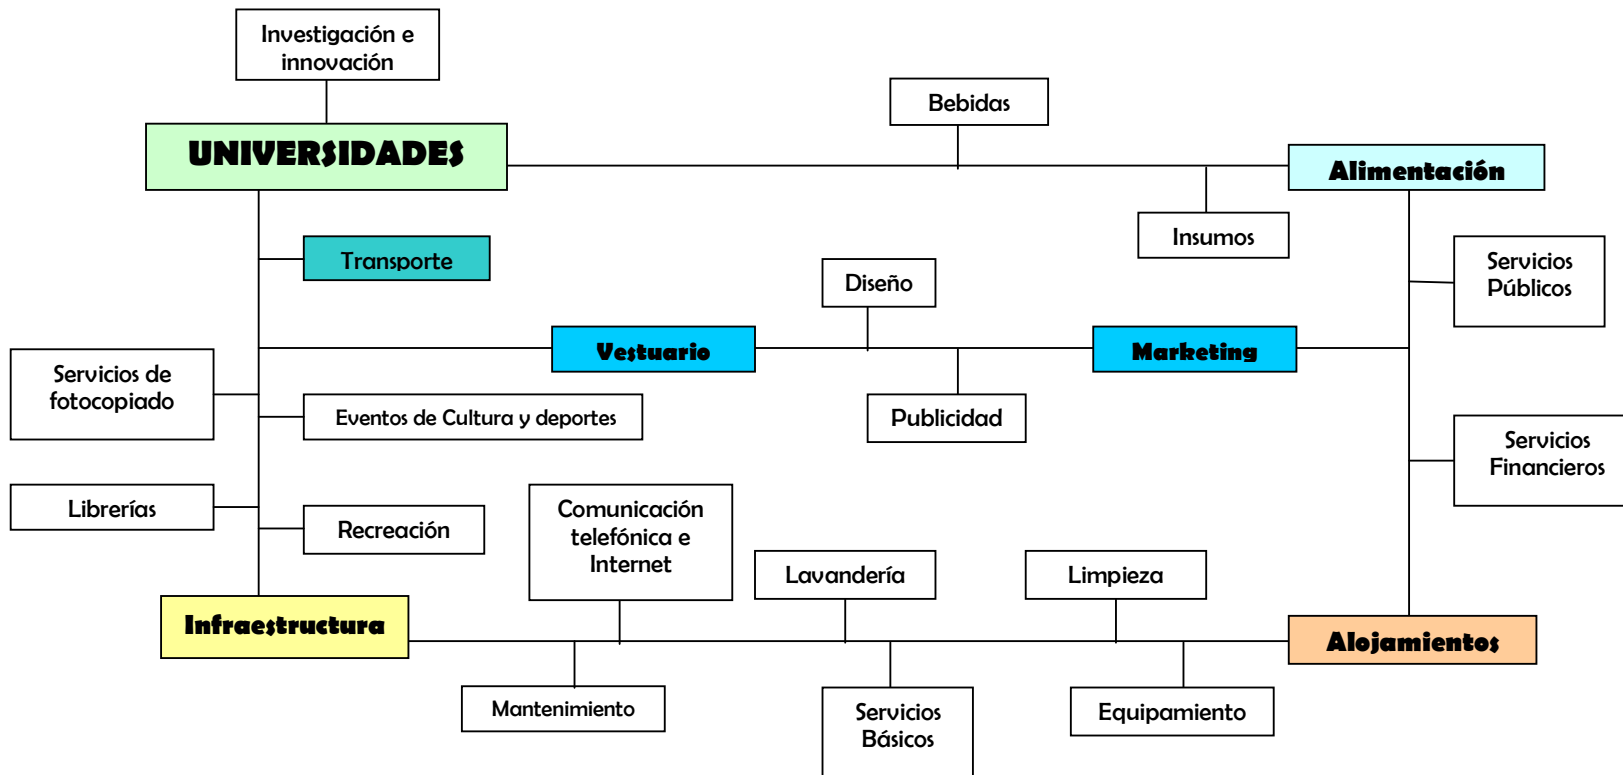 Investigación e
innovación
Bebidas
UNIVERSIDADES
Alimentación
Insumos
Transporte
Servicios
Públicos
Diseño
Vestuario
Marketing
Servicios de
fotocopiado
Eventos de Cultura y deportes
Publicidad
Servicios
Financieros
Librerías
Recreación
Comunicación
telefónica e
Internet
Lavandería
Limpieza
Infraestructura
Alojamientos
Mantenimiento
Servicios
Básicos
Equipamiento